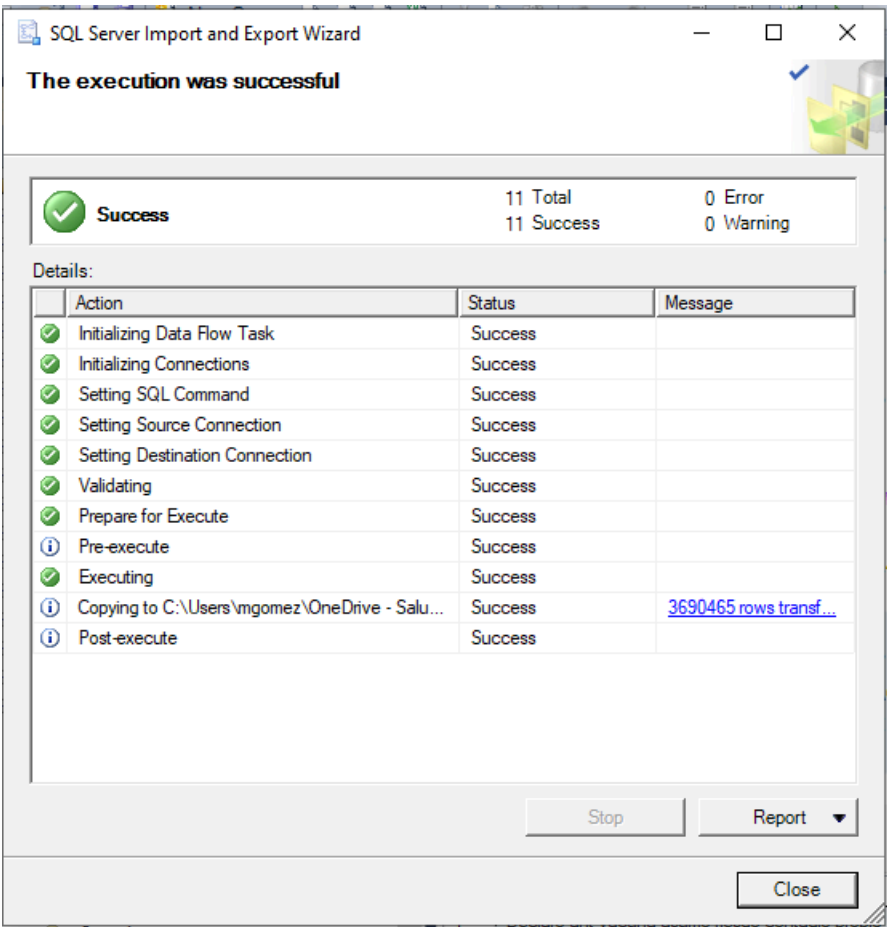 SQL Server Import and Export Wizard
The execution was successful
Success
11 Total
0 Error
11 Success
0 Warning
Details:
Action Status Message
Initializing Data Flow Task Success
Initializing Connections Success
Setting SQL Command Success
Setting Source Connection Success
Setting Destination Connection Success
Validating Success
Prepare for Execute Success
Pre-execute Success
Executing Success
Copying to C:\Users\mgomez\OneDrive - Salu... Success 3690465 rows transf...
Post-execute Success
Stop Report
Close